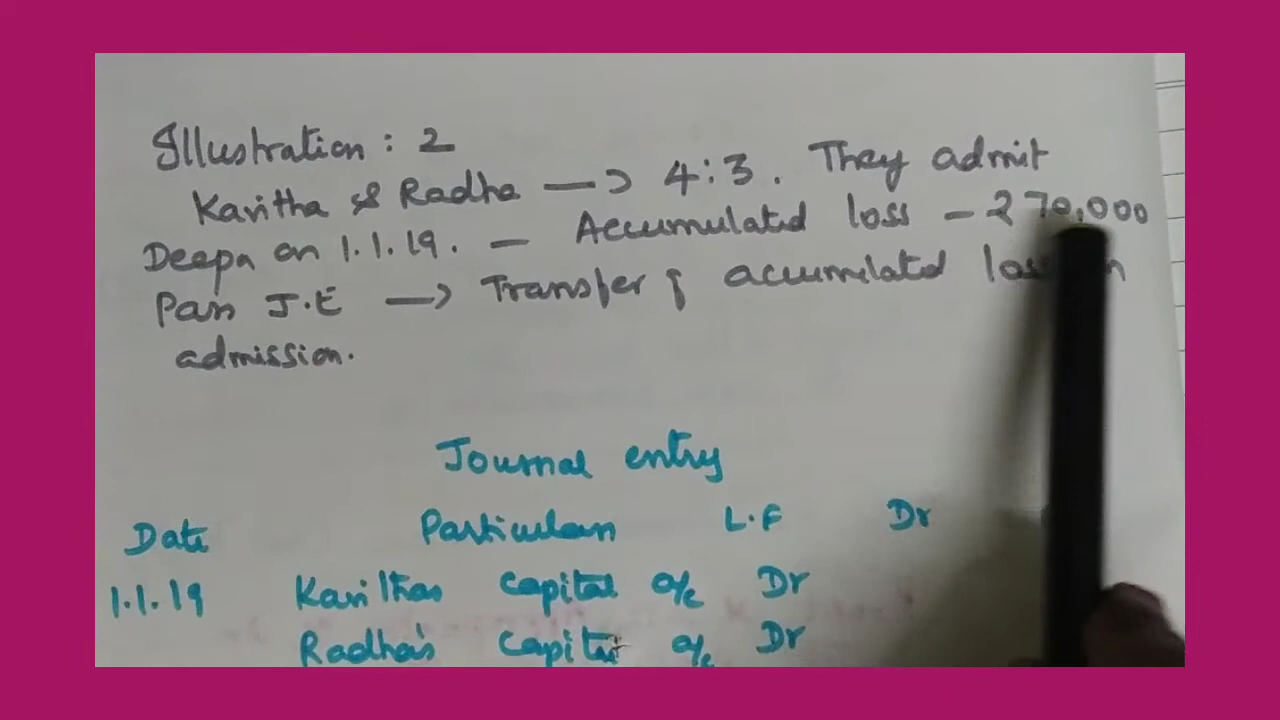 Illustration : 2
Kavitha & Radha —> 4:3. They admit
Deepa on 1.1.19. — Accumulated loss — 270,000
Pass J.E —> Transfer of accumulated
admission.
Journal entry
Date Particulars L.F Dr
1.1.19 Kavithas capital a/c Dr
Radha's capital a/c Dr